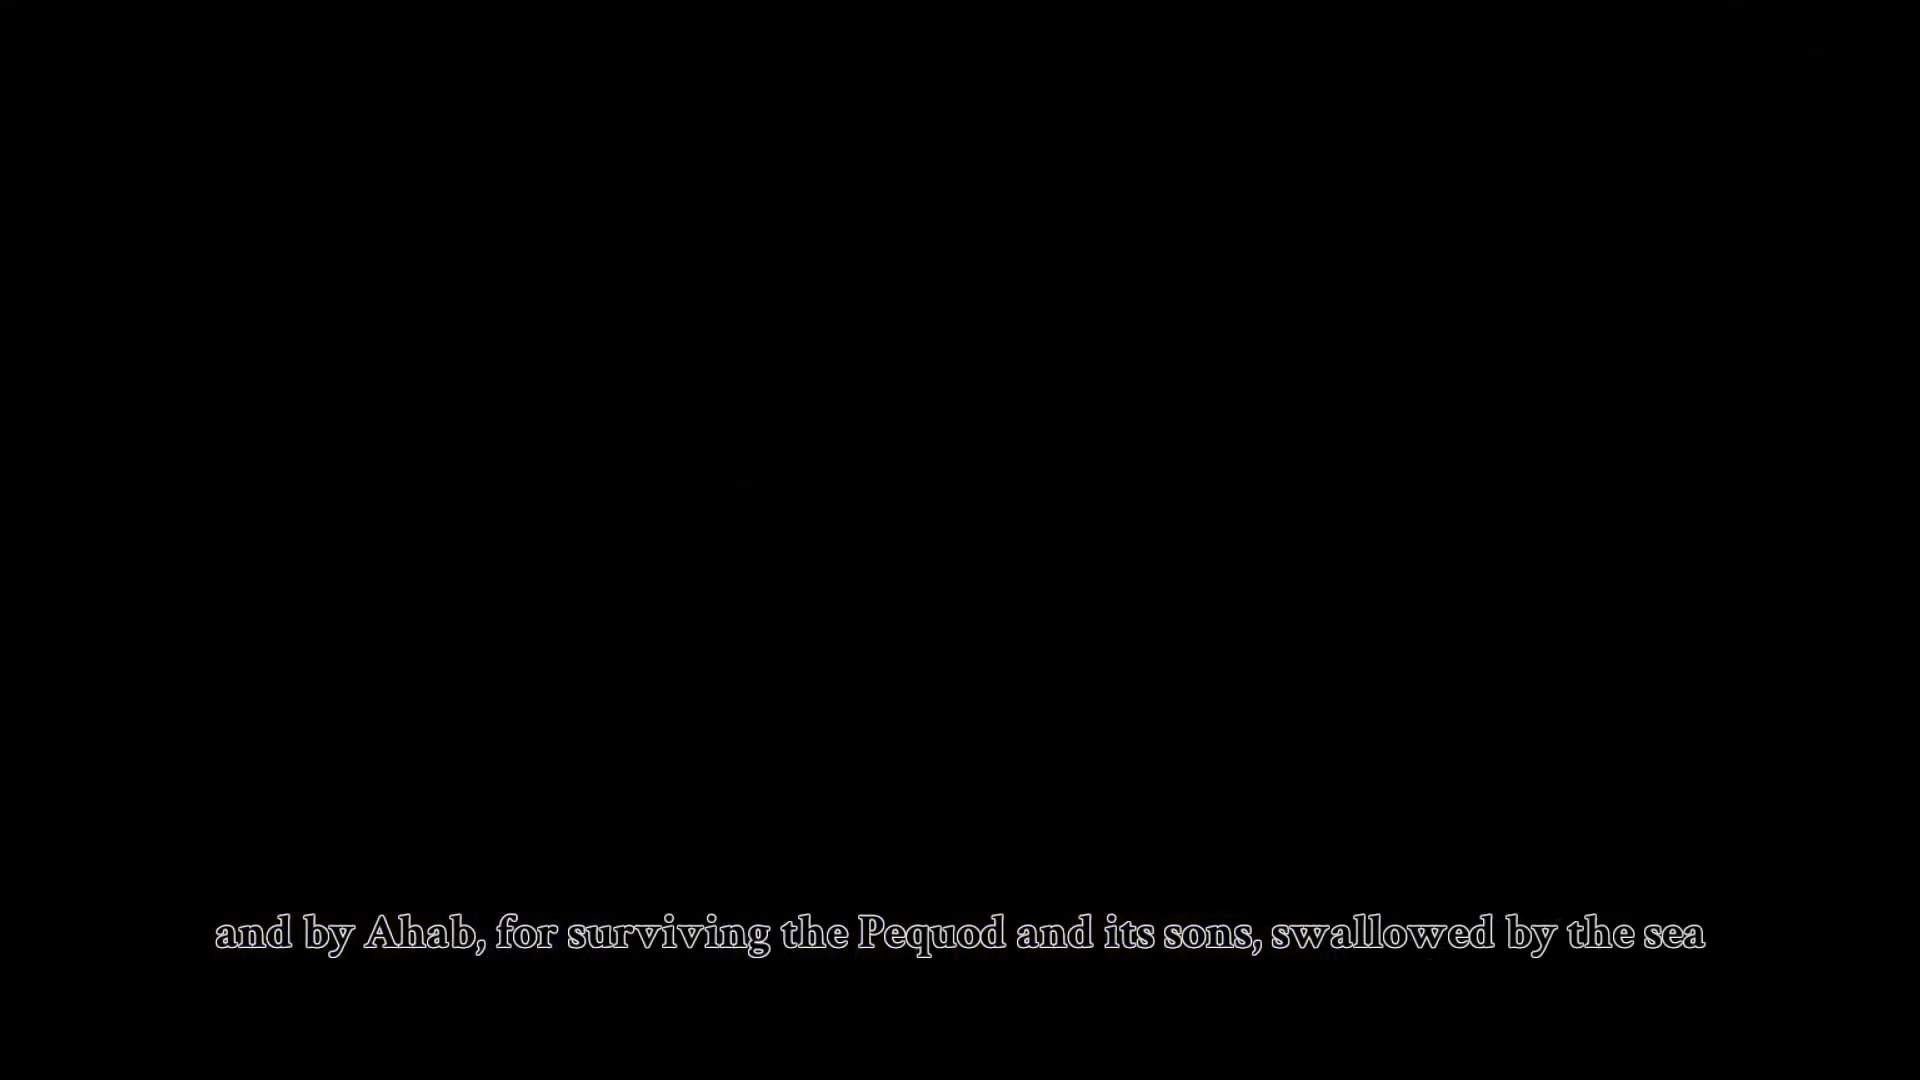 and by Ahab, for surviving the Pequod and its sons, swallowed by the sea